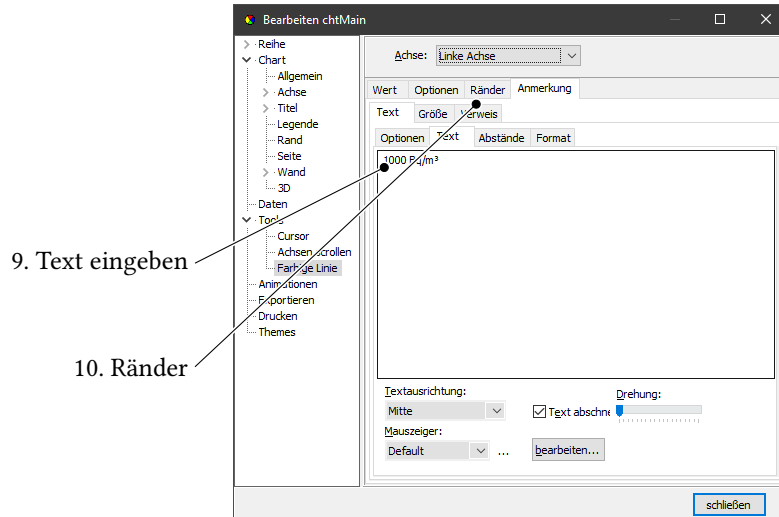 Bearbeiten chtMain
Reihe
Chart
Allgemein
Achse
Titel
Legende
Rand
Seite
Wand
3D
Daten
Tools
Cursor
Achsen scrollen
Farbige Linie
Animationen
Exportieren
Drucken
Themes
9. Text eingeben
10. Ränder
Achse: Linke Achse
Wert Optionen Ränder Anmerkung
Text Größe Verweis
Optionen Text Abstände Format
1000 Bq/m³
Textausrichtung:
Mitte
Text abschne
Drehung:
Mauszeiger:
Default ... bearbeiten...
schließen